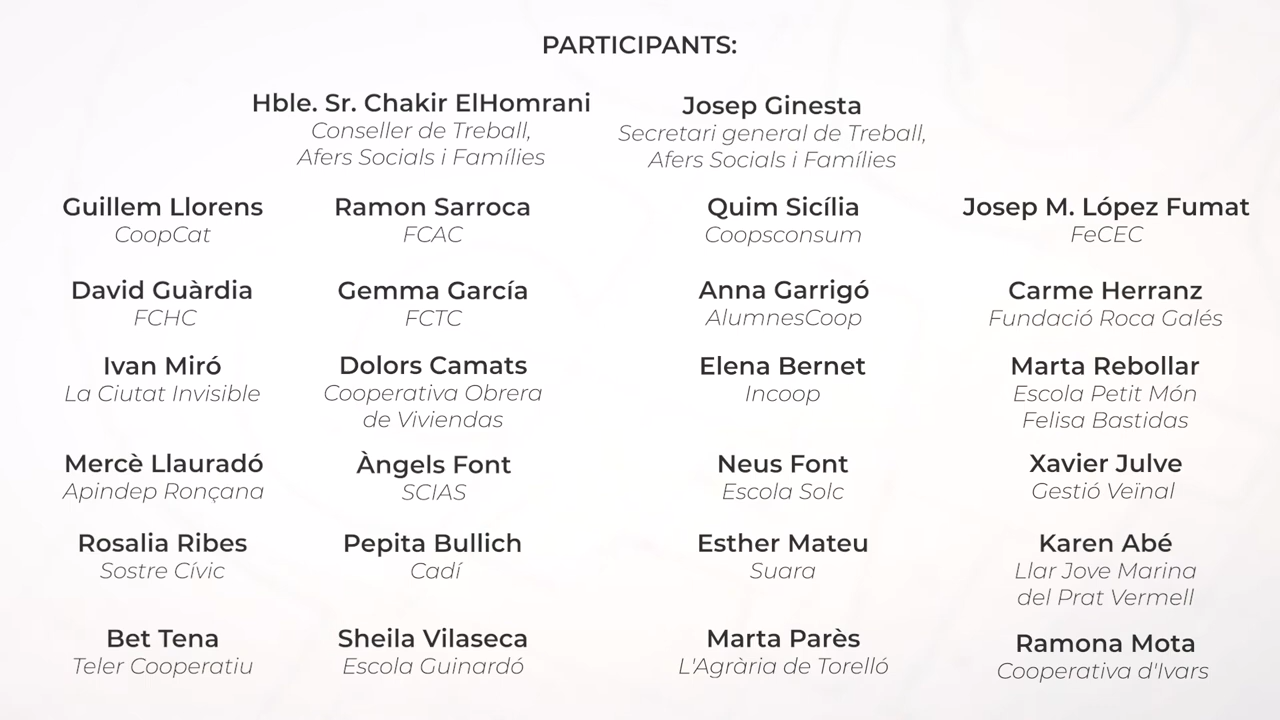 PARTICIPANTS:
Hble. Sr. Chakir ElHomrani
Conseller de Treball,
Afers Socials i Famílies
Josep Ginesta
Secretari general de Treball,
Afers Socials i Famílies
Guillem Llorens
CoopCat
Ramon Sarroca
FCAC
Quim Sicília
Coopsconsum
Josep M. López Fumat
FeCEC
David Guàrdia
FCHC
Gemma García
FCTC
Anna Garrigó
AlumnesCoop
Carme Herranz
Fundació Roca Galés
Ivan Miró
La Ciutat Invisible
Dolors Camats
Cooperativa Obrera
de Viviendas
Elena Bernet
Incoop
Marta Rebollar
Escola Petit Món
Felisa Bastidas
Mercè Llauradó
Apindep Ronçana
Àngels Font
SCIAS
Neus Font
Escola Solc
Xavier Julve
Gestió Veïnal
Rosalia Ribes
Sostre Cívic
Pepita Bullich
Cadí
Esther Mateu
Suara
Karen Abé
Llar Jove Marina
del Prat Vermell
Bet Tena
Teler Cooperatiu
Sheila Vilaseca
Escola Guinardó
Marta Parès
L'Agrària de Torelló
Ramona Mota
Cooperativa d'Ivars